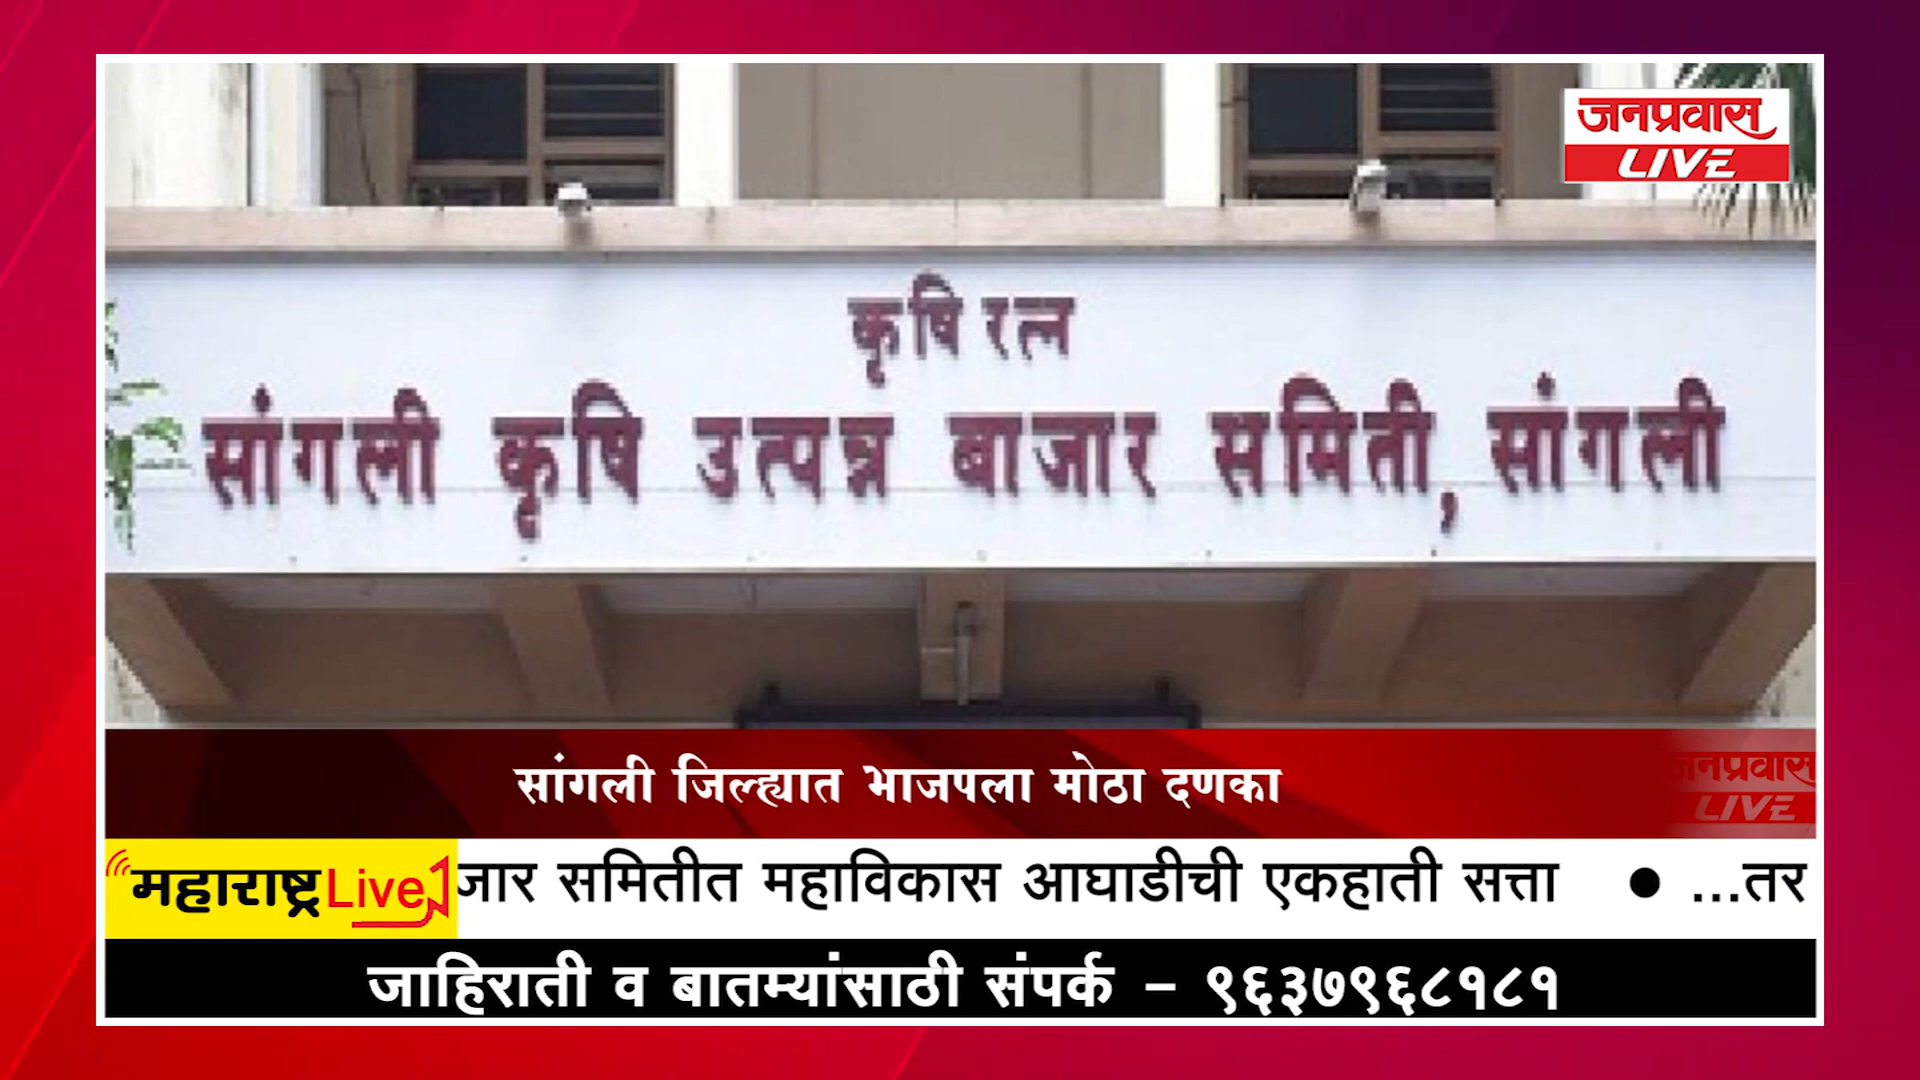 जनप्रवास
LIVE
कृषि रत्न
सांगली कृषि उत्पन्न बाजार समिती, सांगली
सांगली जिल्ह्यात भाजपला मोठा दणका
जनप्रवास
LIVE
महाराष्ट्र Live
जार समितीत महाविकास आघाडीची एकहाती सत्ता ● ...तर
जाहिराती व बातम्यांसाठी संपर्क – ९६३७९६८१८१